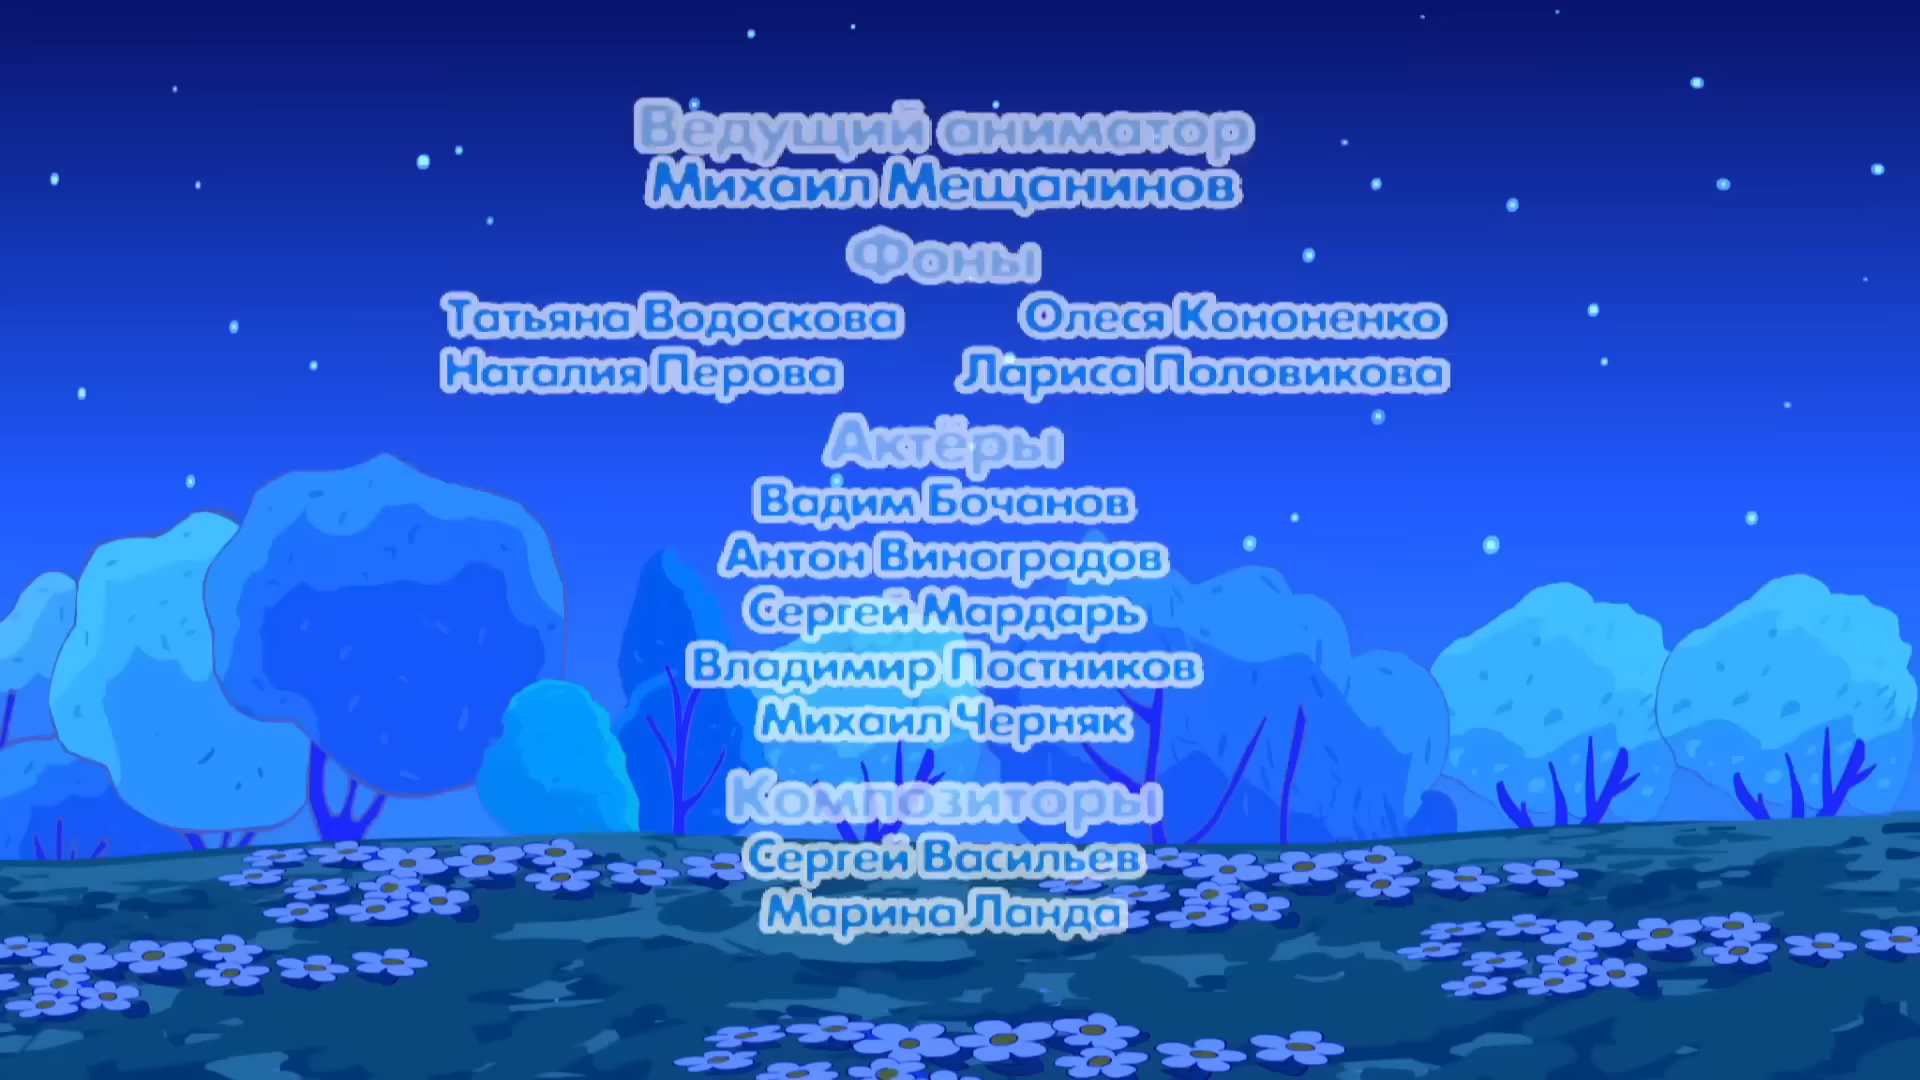 Ведущий аниматор
Михаил Мещанинов
Фоны
Татьяна Водоскова Олеся Кононенко
Наталия Перова Лариса Половикова
Актёры
Вадим Бочанов
Антон Виноградов
Сергей Мардарь
Владимир Постников
Михаил Черняк
Композиторы
Сергей Васильев
Марина Ланда